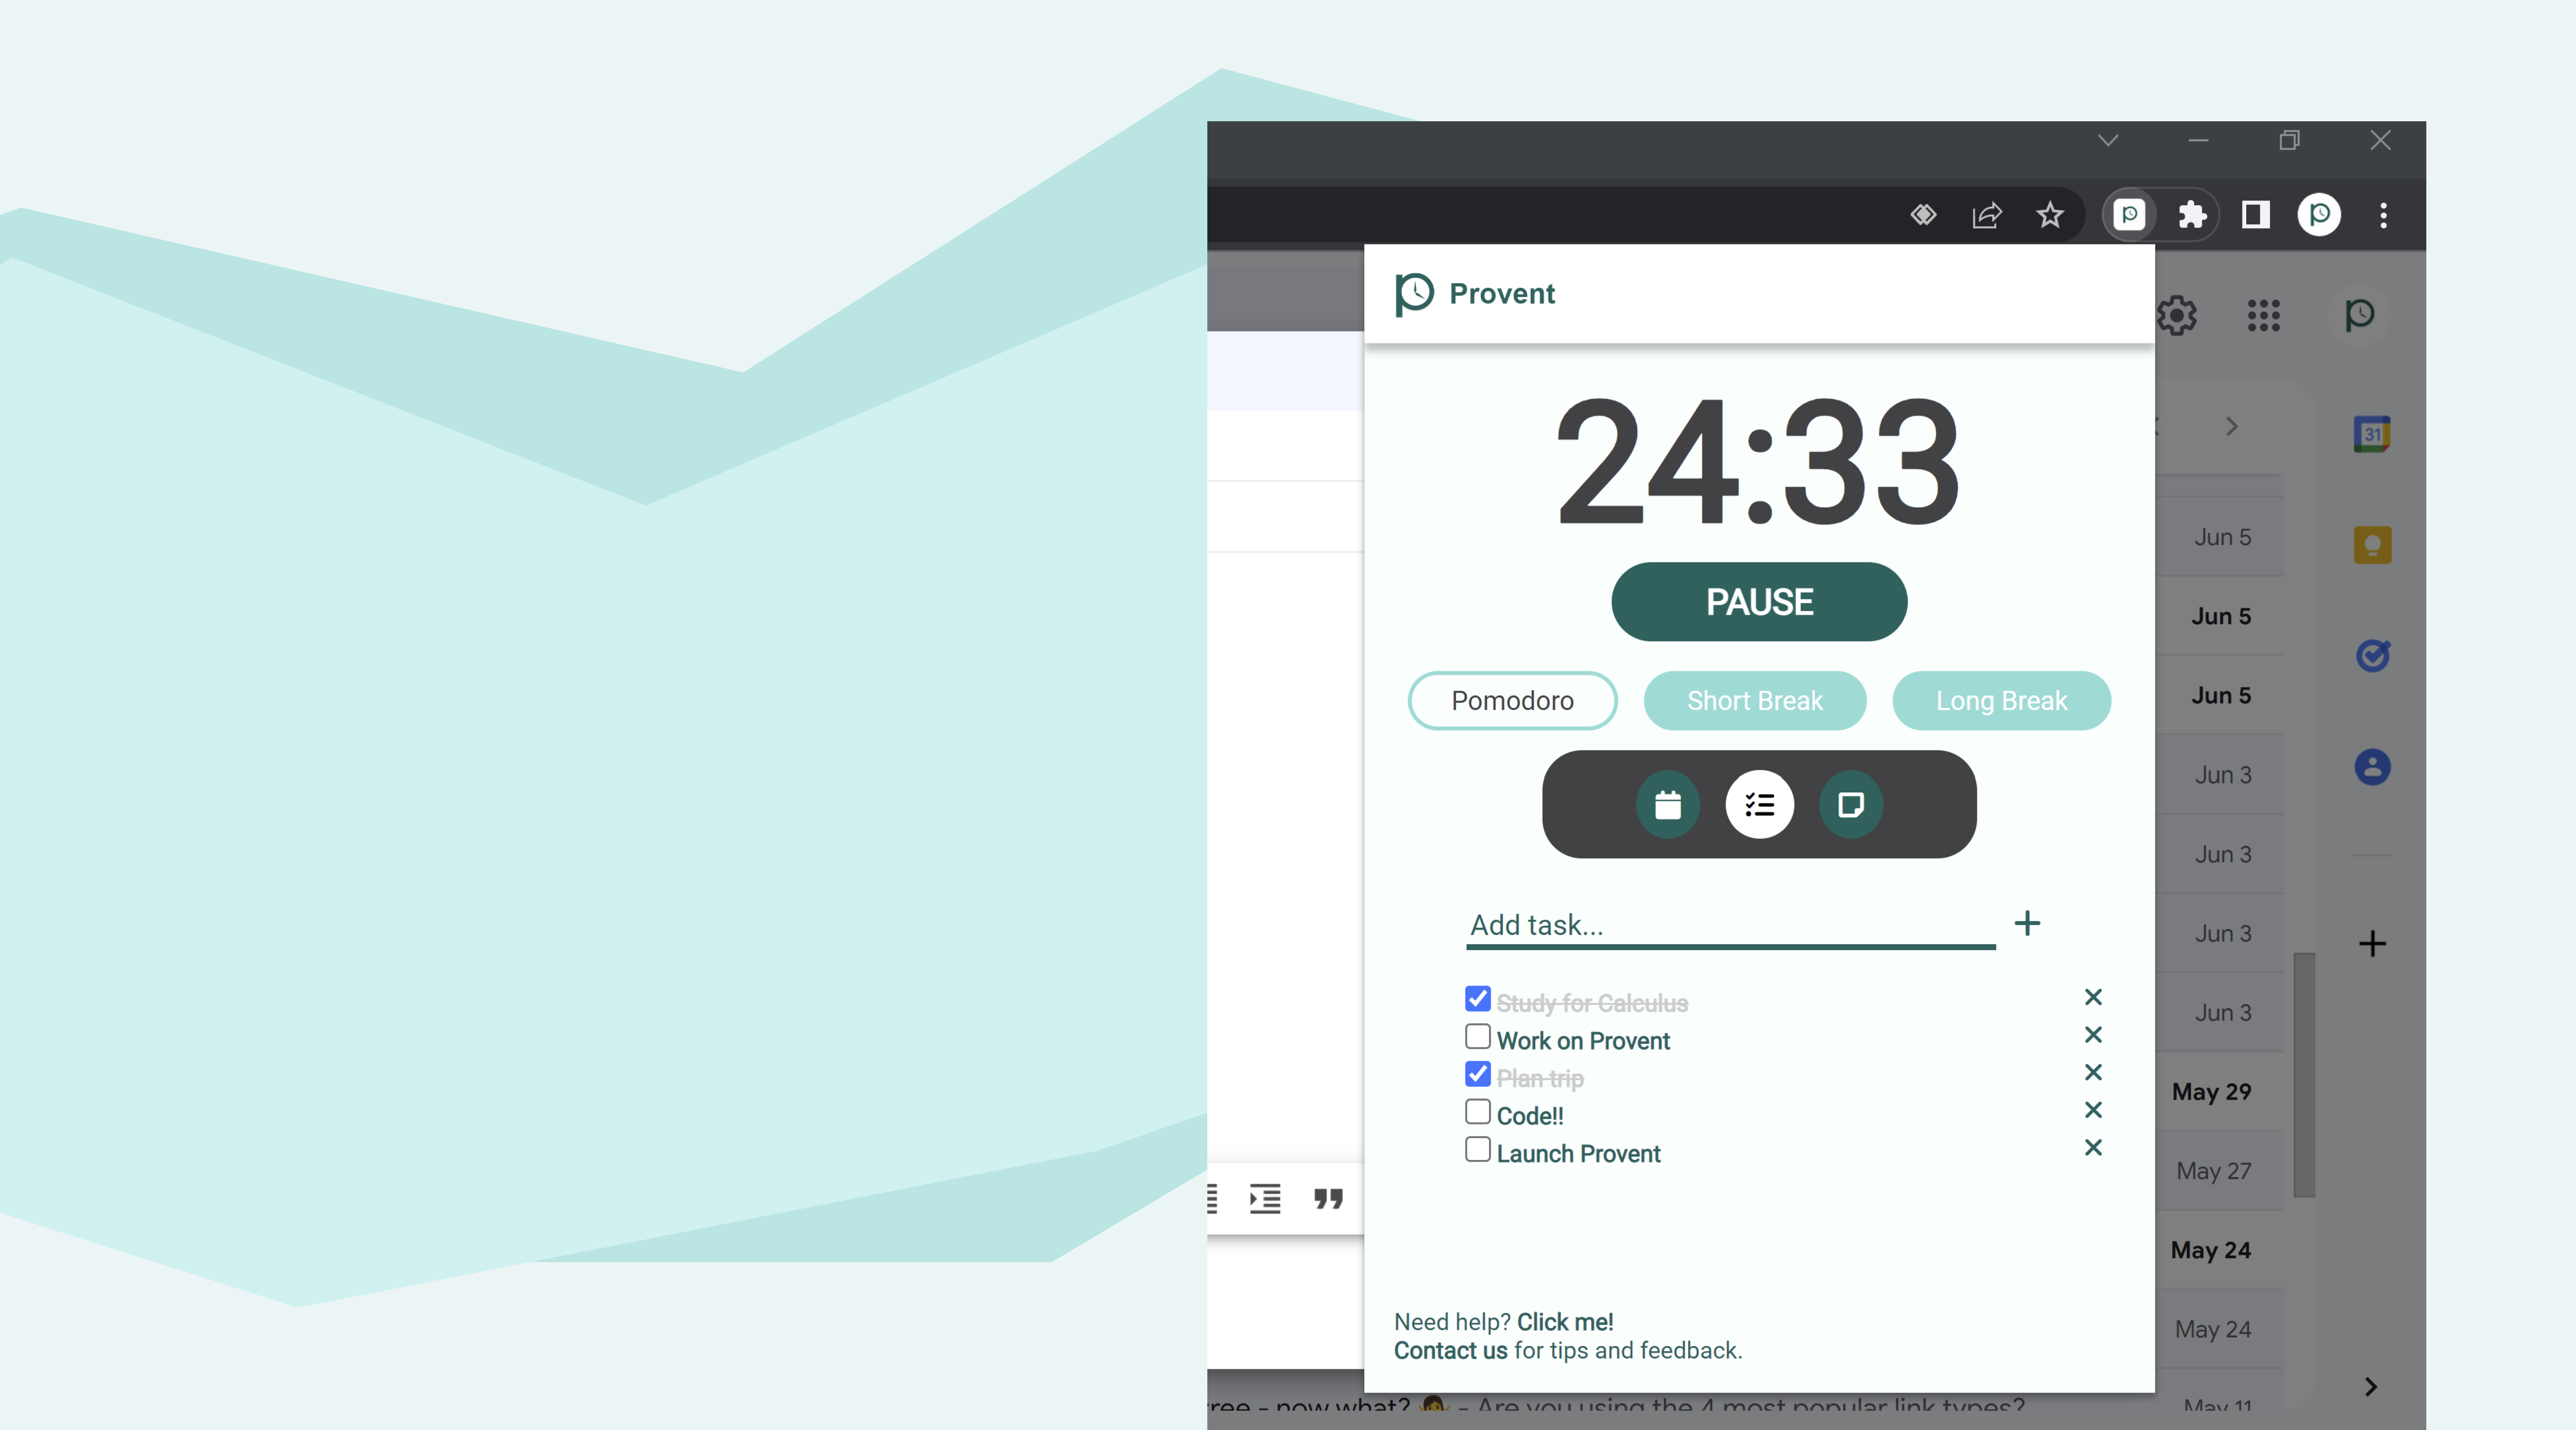 Provent
24:33
PAUSE
Pomodoro
Short Break
Long Break
Add task...
Study for Calculus
Work on Provent
Plan trip
Code!!
Launch Provent
Need help? Click me!
Contact us for tips and feedback.
31
Jun 5
Jun 5
Jun 5
Jun 3
Jun 3
Jun 3
Jun 3
May 29
May 27
May 24
May 24
- now what? - Are you using the 4 most popular link types?
May 11